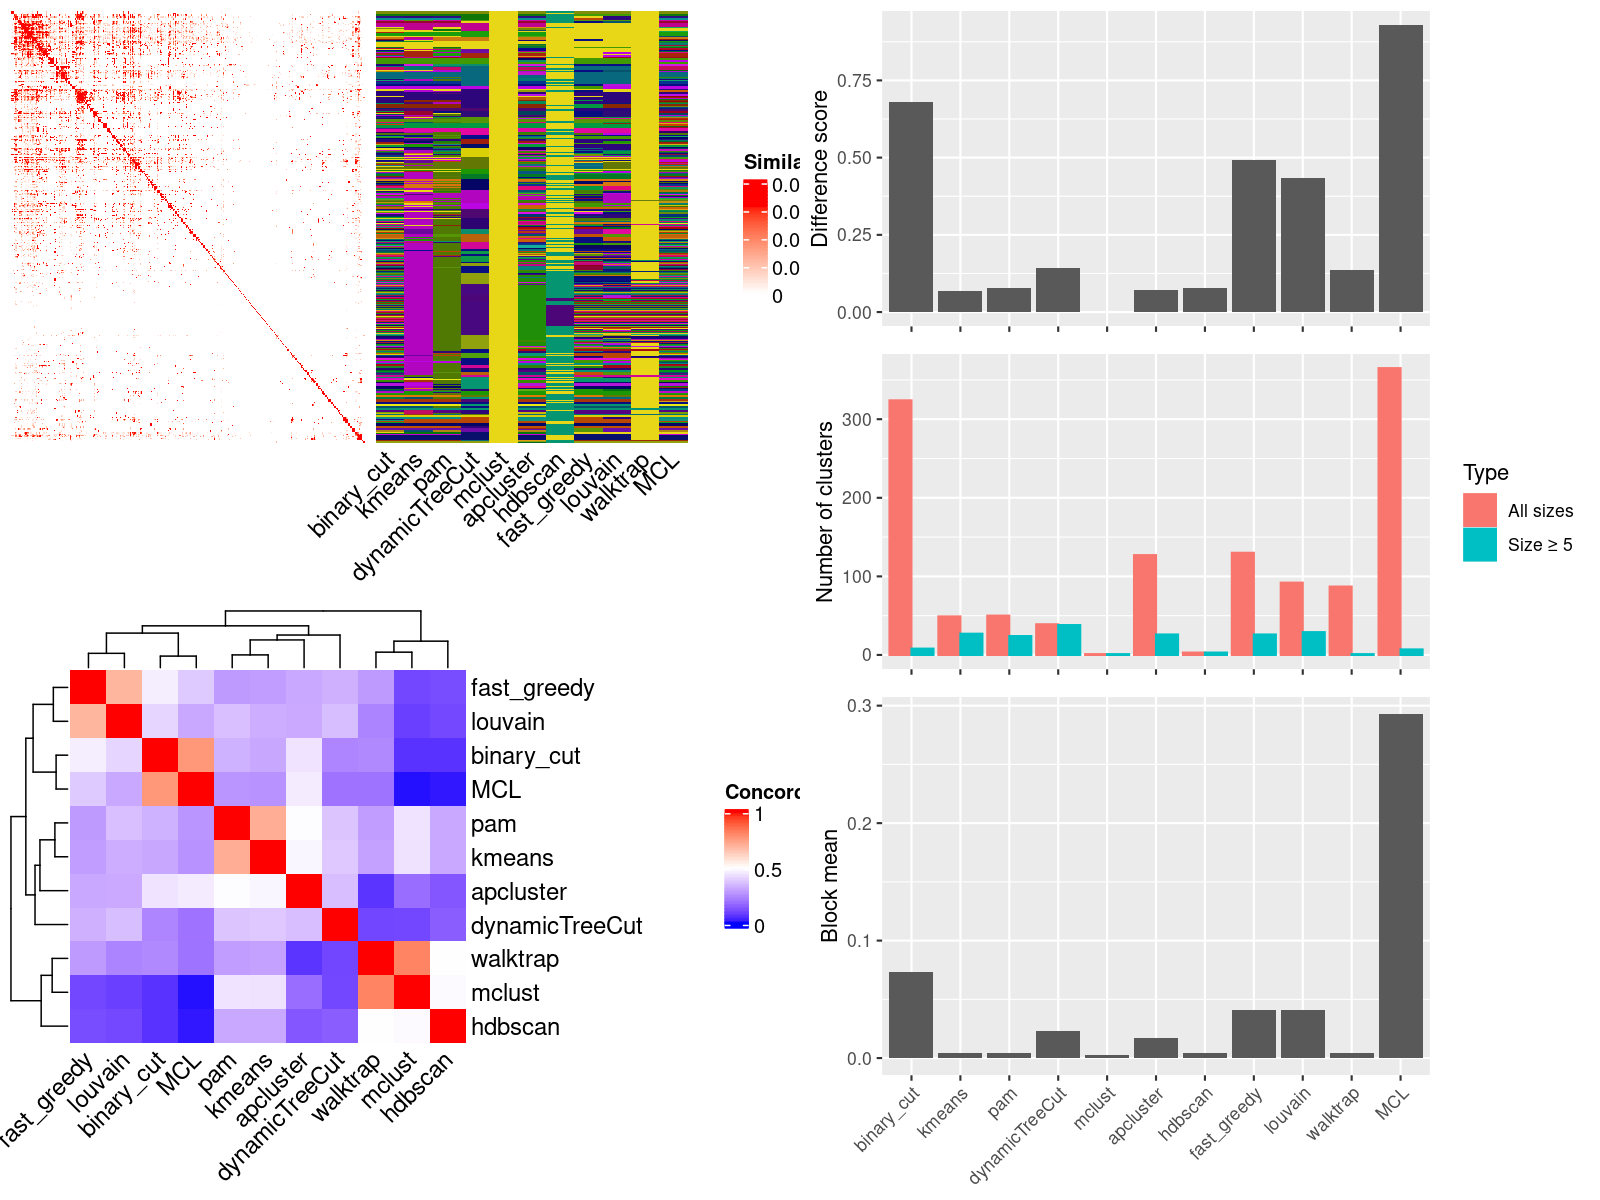 Simila
0.0
0.0
0.0
0.0
0
binary_cut
kmeans
pam
dynamicTreeCut
mclust
apcluster
hdbscan
fast_greedy
louvain
walktrap
MCL
fast_greedy
louvain
binary_cut
MCL
pam
kmeans
apcluster
dynamicTreeCut
walktrap
mclust
hdbscan
fast_greedy
louvain
binary_cut
MCL
pam
kmeans
apcluster
dynamicTreeCut
walktrap
mclust
hdbscan
Concord
1
0.5
0
Difference score
0.75
0.50
0.25
0.00
Number of clusters
300
200
100
0
Type
All sizes
Size ≥ 5
Block mean
0.3
0.2
0.1
0.0
binary_cut
kmeans
pam
dynamicTreeCut
mclust
apcluster
hdbscan
fast_greedy
louvain
walktrap
MCL